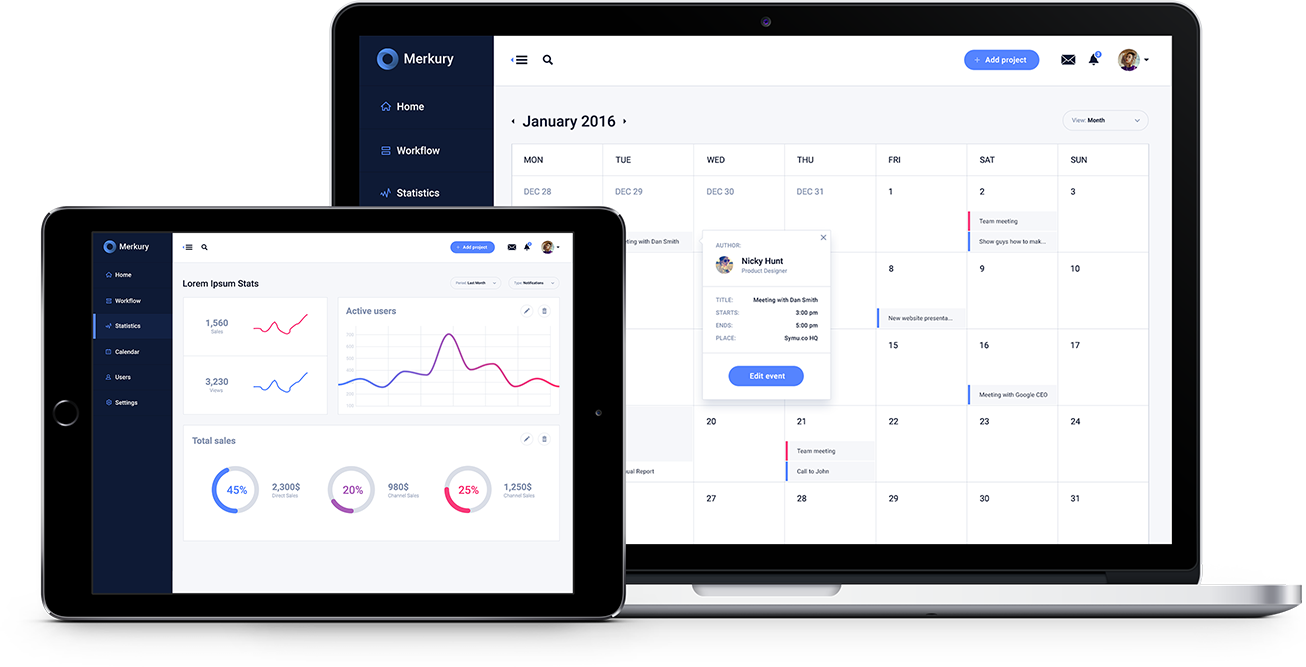 Merkury
Add project
3
Home
January 2016
View: Month
Workflow
MON TUE WED THU FRI SAT SUN
Statistics
DEC 28 DEC 29 DEC 30 DEC 31 1 2 3
Team meeting
ting with Dan Smith
Show guys how to mak...
AUTHOR:
Nicky Hunt
Product Designer
8 9 10
TITLE: Meeting with Dan Smith
STARTS: 3:00 pm
ENDS: 5:00 pm
PLACE: Symu.co HQ
New website presenta...
15 16 17
Edit event
Meeting with Google CEO
20 21 22 23 24
Team meeting
ual Report
Call to John
27 28 29 30 31
Merkury
Add project
Home
Workflow
Statistics
Calendar
Users
Settings
Lorem Ipsum Stats
Period: Last Month
Type: Notifications
1,560
Sales
3,230
Views
Active users
Total sales
45%
2,300$
Direct Sales
20%
980$
Channel Sales
25%
1,250$
Channel Sales